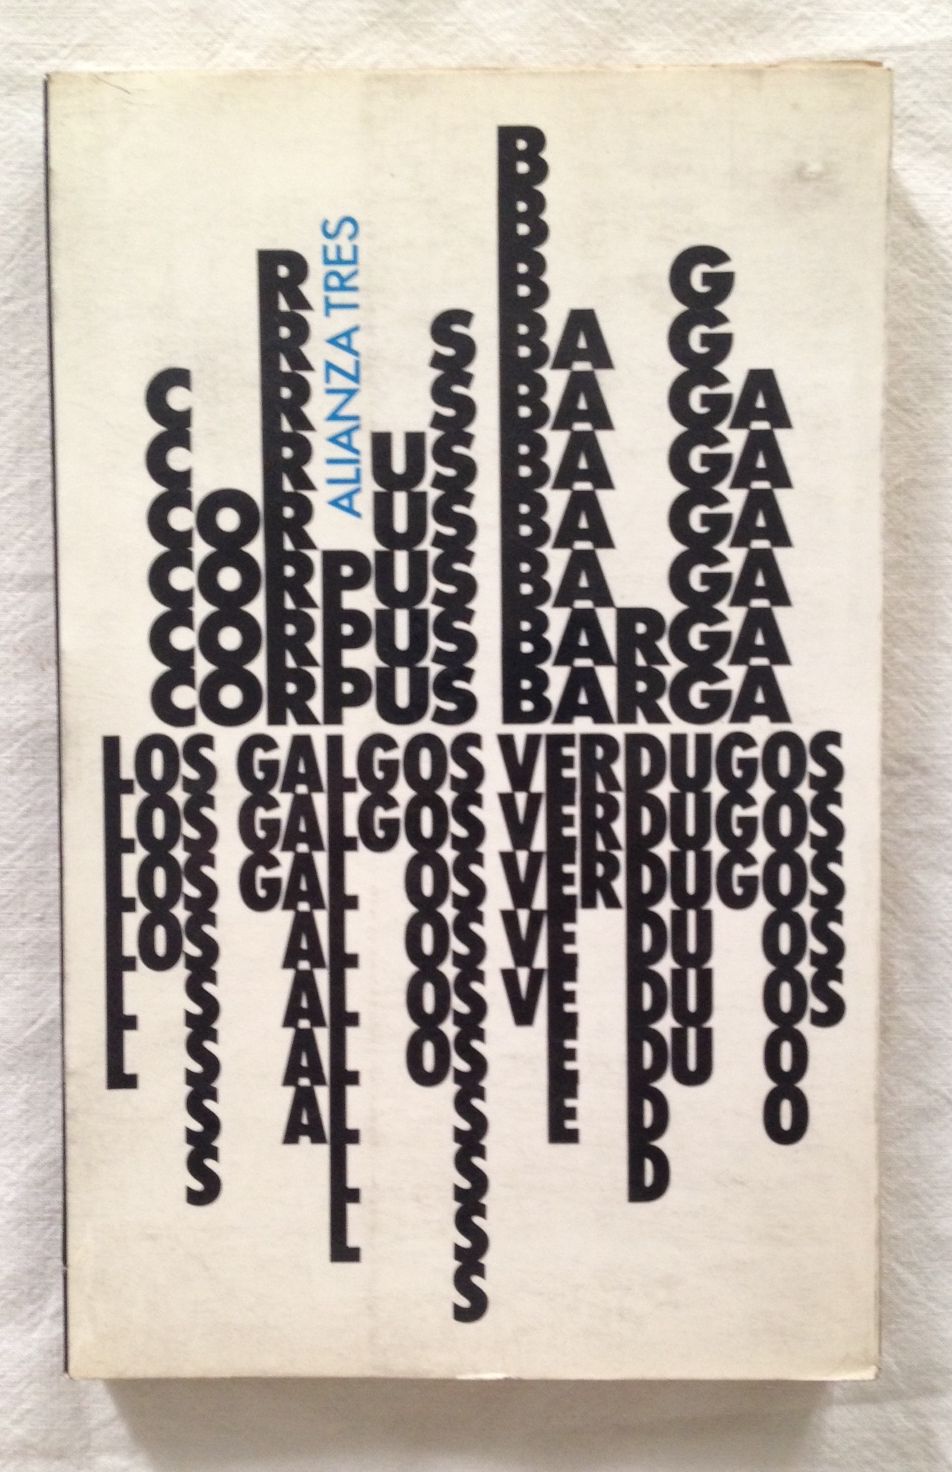 ALIANZA TRES
CORPUS BARGA
LOS GALGOS VERDUGOS